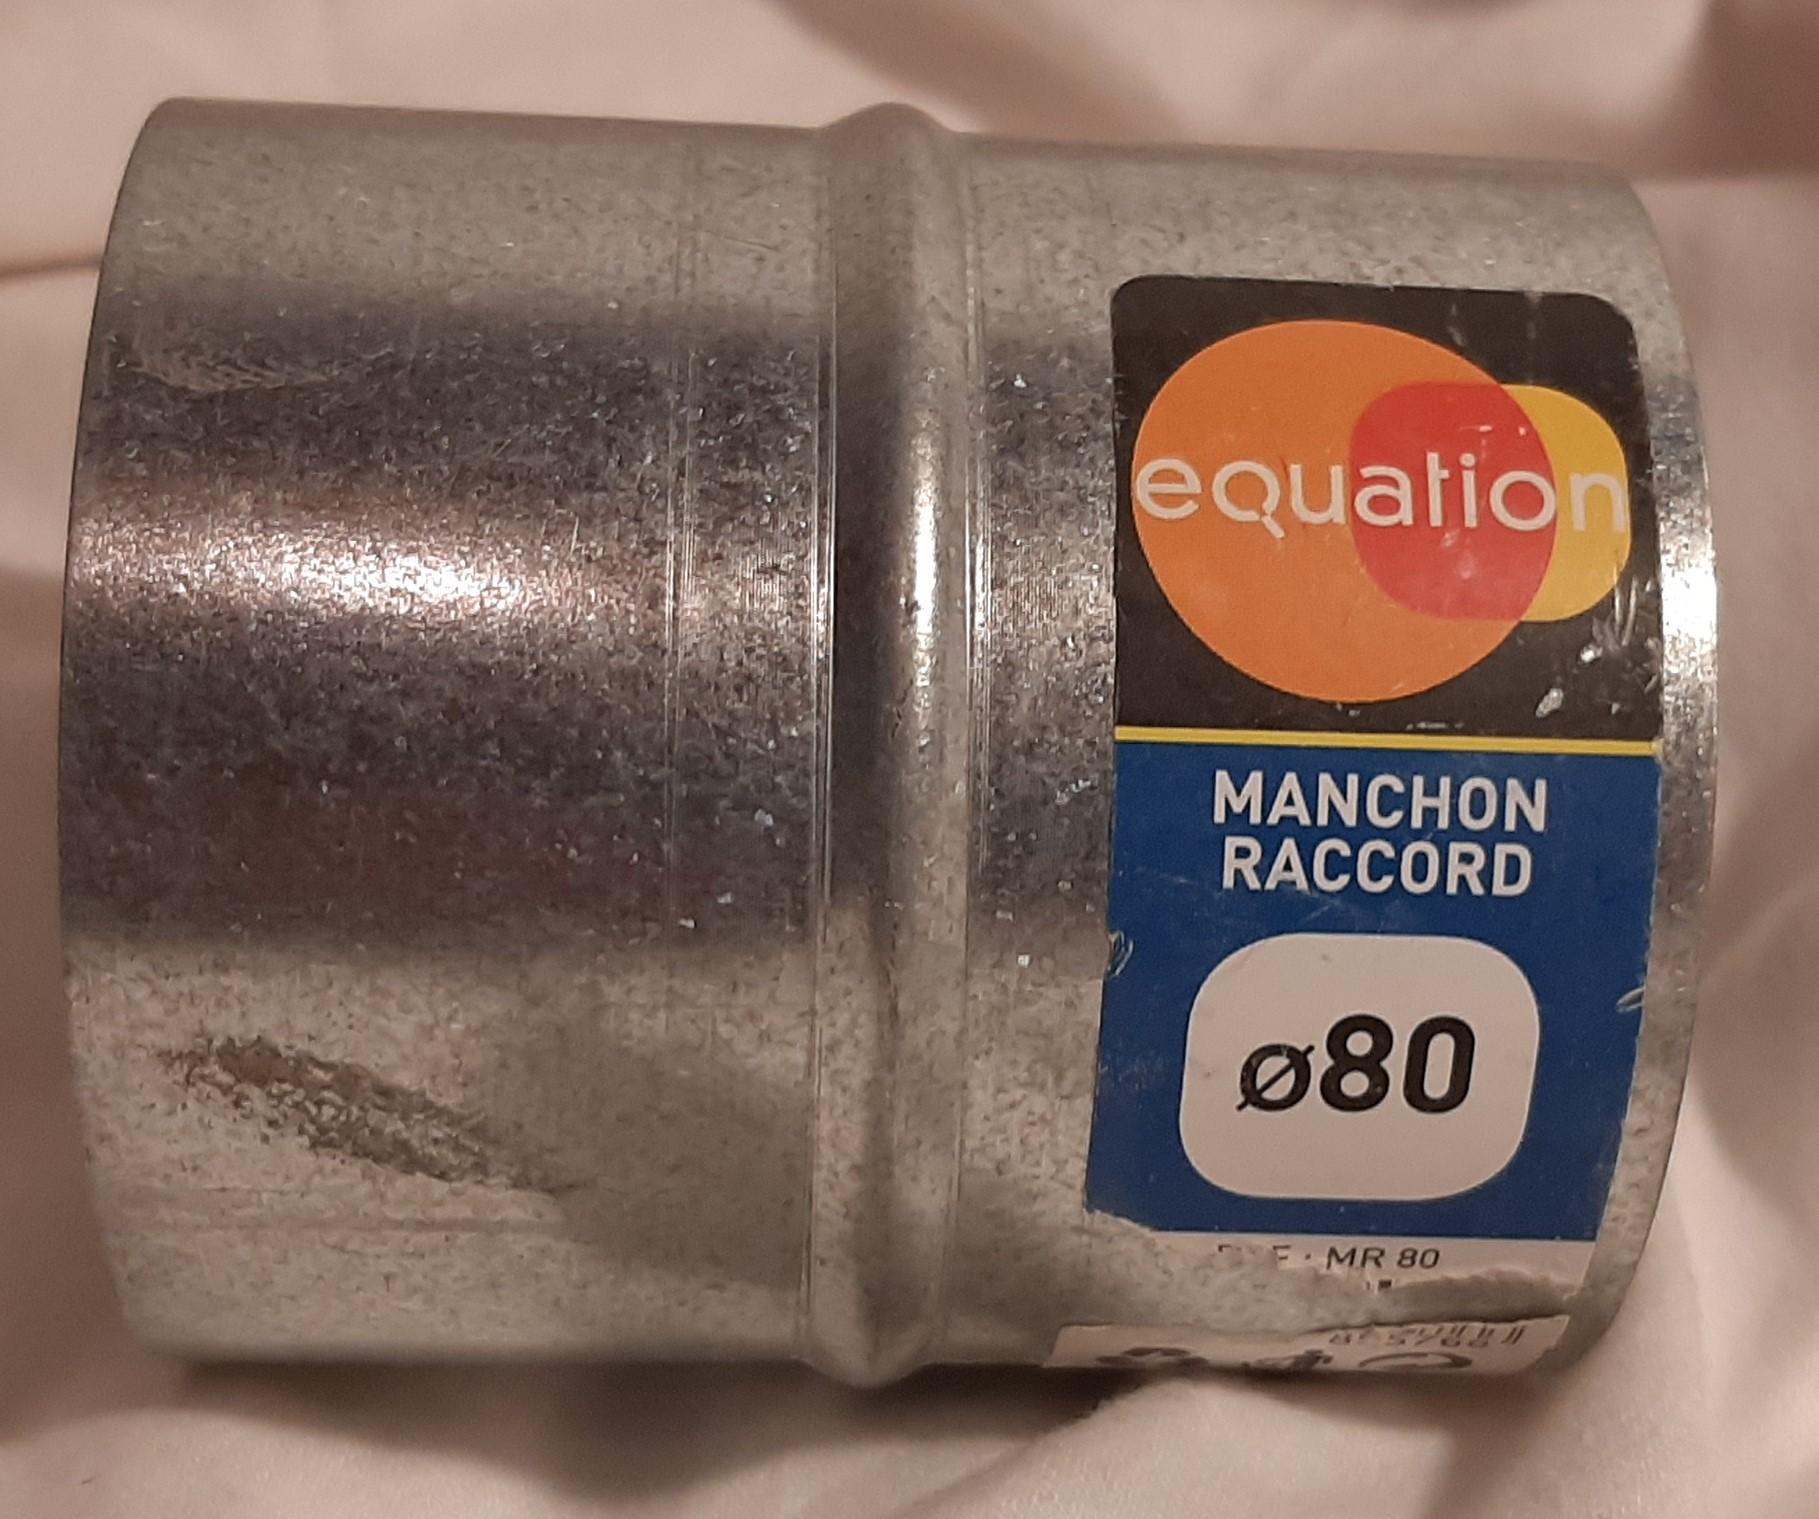 equation
MANCHON
RACCORD
ø80
MR 80